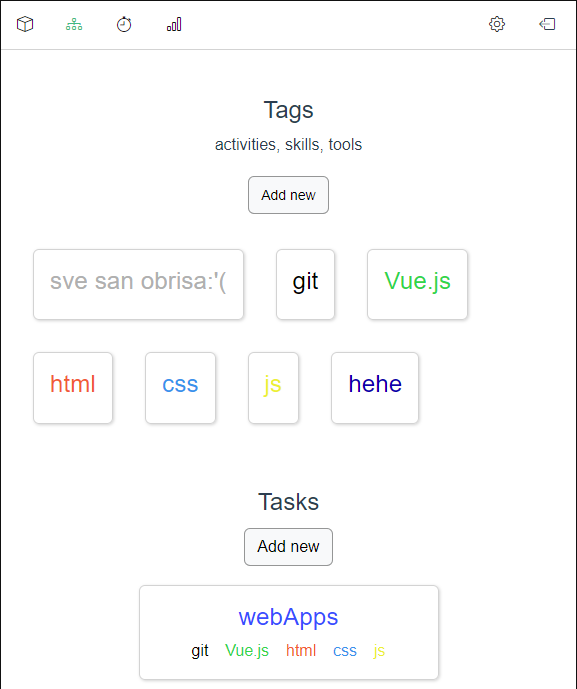 Tags
activities, skills, tools
Add new
sve san obrisa:'( git Vue.js
html css js hehe
Tasks
Add new
webApps
git Vue.js html css js